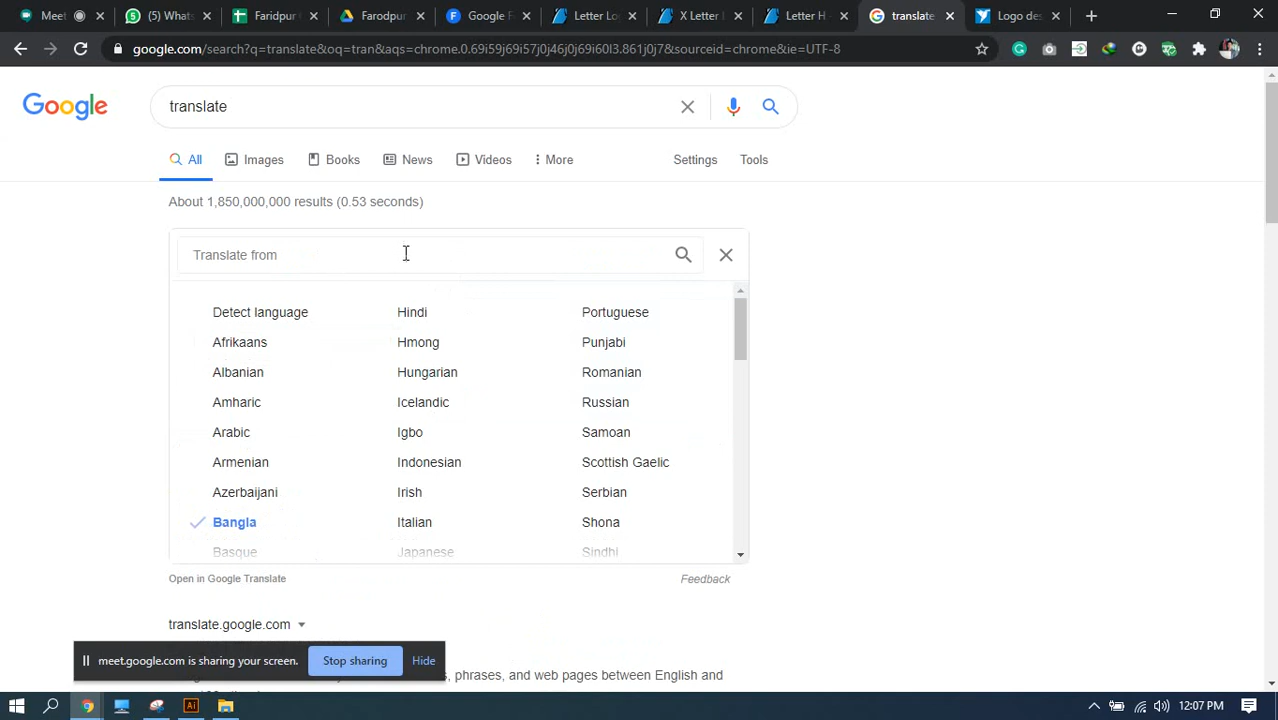 Meet
(5) Whats
Faridpur
Farodpur
Google F
Letter Lo
X Letter
Letter H
translate
Logo des
google.com/search?q=translate&oq=tran&aqs=chrome.0.69i59j69i57j0j46j0j69i60l3.861j0j7&sourceid=chrome&ie=UTF-8
Google
translate
All Images Books News Videos More Settings Tools
About 1,850,000,000 results (0.53 seconds)
Translate from
Detect language Hindi Portuguese
Afrikaans Hmong Punjabi
Albanian Hungarian Romanian
Amharic Icelandic Russian
Arabic Igbo Samoan
Armenian Indonesian Scottish Gaelic
Azerbaijani Irish Serbian
Bangla Italian Shona
Basque Japanese Sindhi
Open in Google Translate Feedback
translate.google.com
meet.google.com is sharing your screen. Stop sharing Hide
phrases, and web pages between English and
Ai
12:07 PM